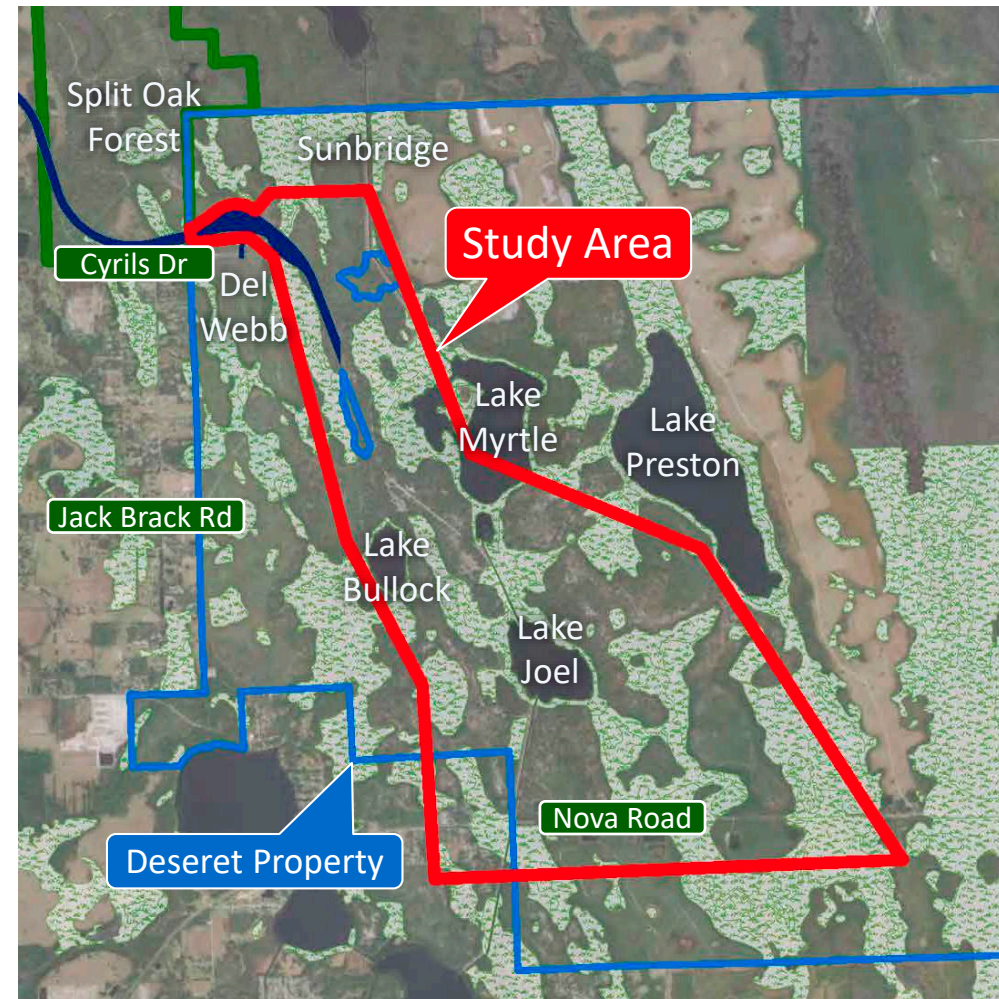 Split Oak
Forest
Sunbridge
Study Area
Cyrils Dr
Del
Webb
Lake
Myrtle
Lake
Preston
Jack Brack Rd
Lake
Bullock
Lake
Joel
Nova Road
Deseret Property